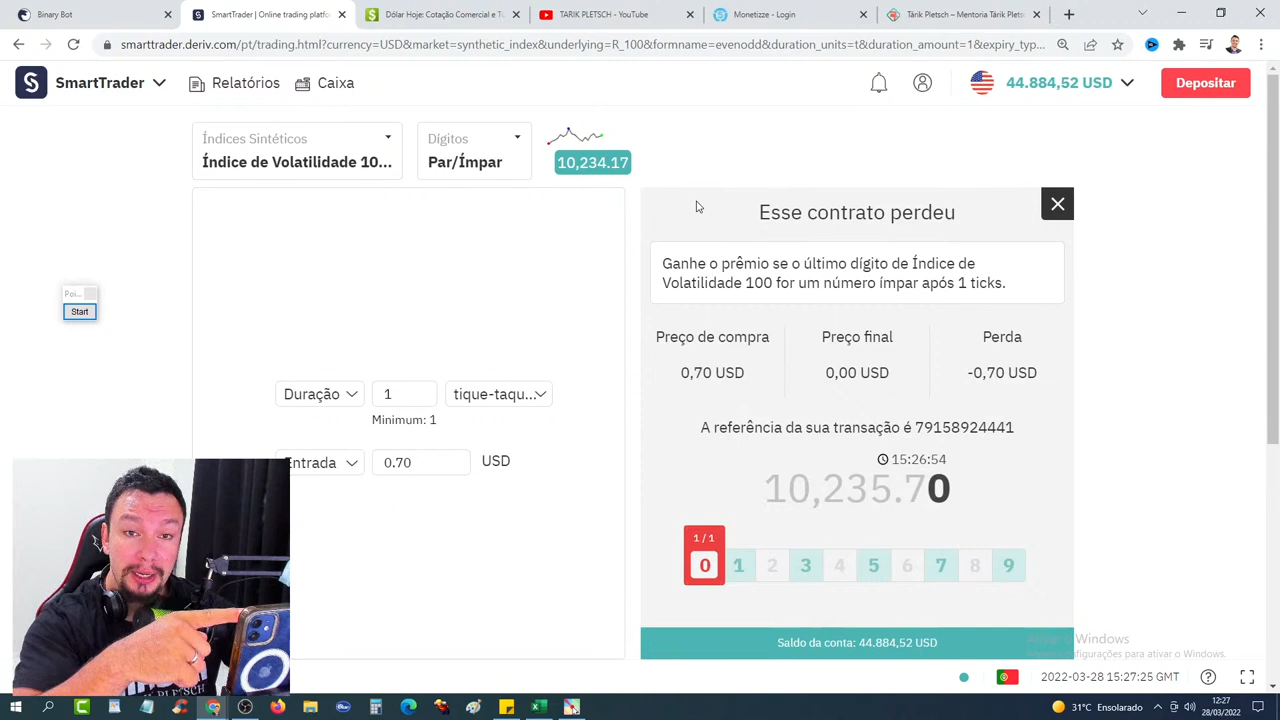 Binary Bot
SmartTrader | Online trading platfo
Dólar Hoje: Cotação Comercial e T
TARIK PLETSCH - YouTube
Monetizze - Login
Tárik Pletsch – Mentoria Tárik Plets
smarttrader.deriv.com/pt/trading.html?currency=USD&market=synthetic_index&underlying=R_100&formname=evenodd&duration_units=t&duration_amount=1&expiry_typ...
SmartTrader
Relatórios
Caixa
44.884,52 USD
Depositar
Índices Sintéticos
Índice de Volatilidade 10...
Dígitos
Par/Ímpar
10,234.17
Esse contrato perdeu
Ganhe o prêmio se o último dígito de Índice de
Volatilidade 100 for um número ímpar após 1 ticks.
Poi...
Start
Preço de compra
Preço final
Perda
0,70 USD
0,00 USD
-0,70 USD
Duração
1
tique-taqu...
Minimum: 1
A referência da sua transação é 79158924441
15:26:54
Entrada
0.70
USD
10,235.70
1 / 1
0 1 2 3 4 5 6 7 8 9
Saldo da conta: 44.884,52 USD
Windows
para ativar o Windows.
2022-03-28 15:27:25 GMT
PLETSCH
31°C Ensolarado
12:27
28/03/2022